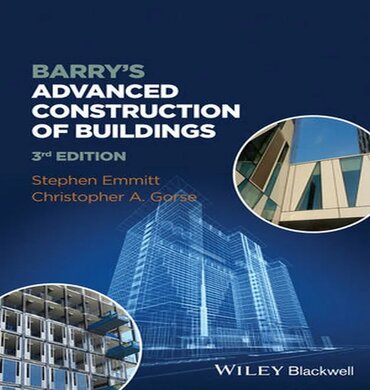 BARRY'S
ADVANCED
CONSTRUCTION
OF BUILDINGS
3rd EDITION
Stephen Emmitt
Christopher A. Gorse
WILEY Blackwell